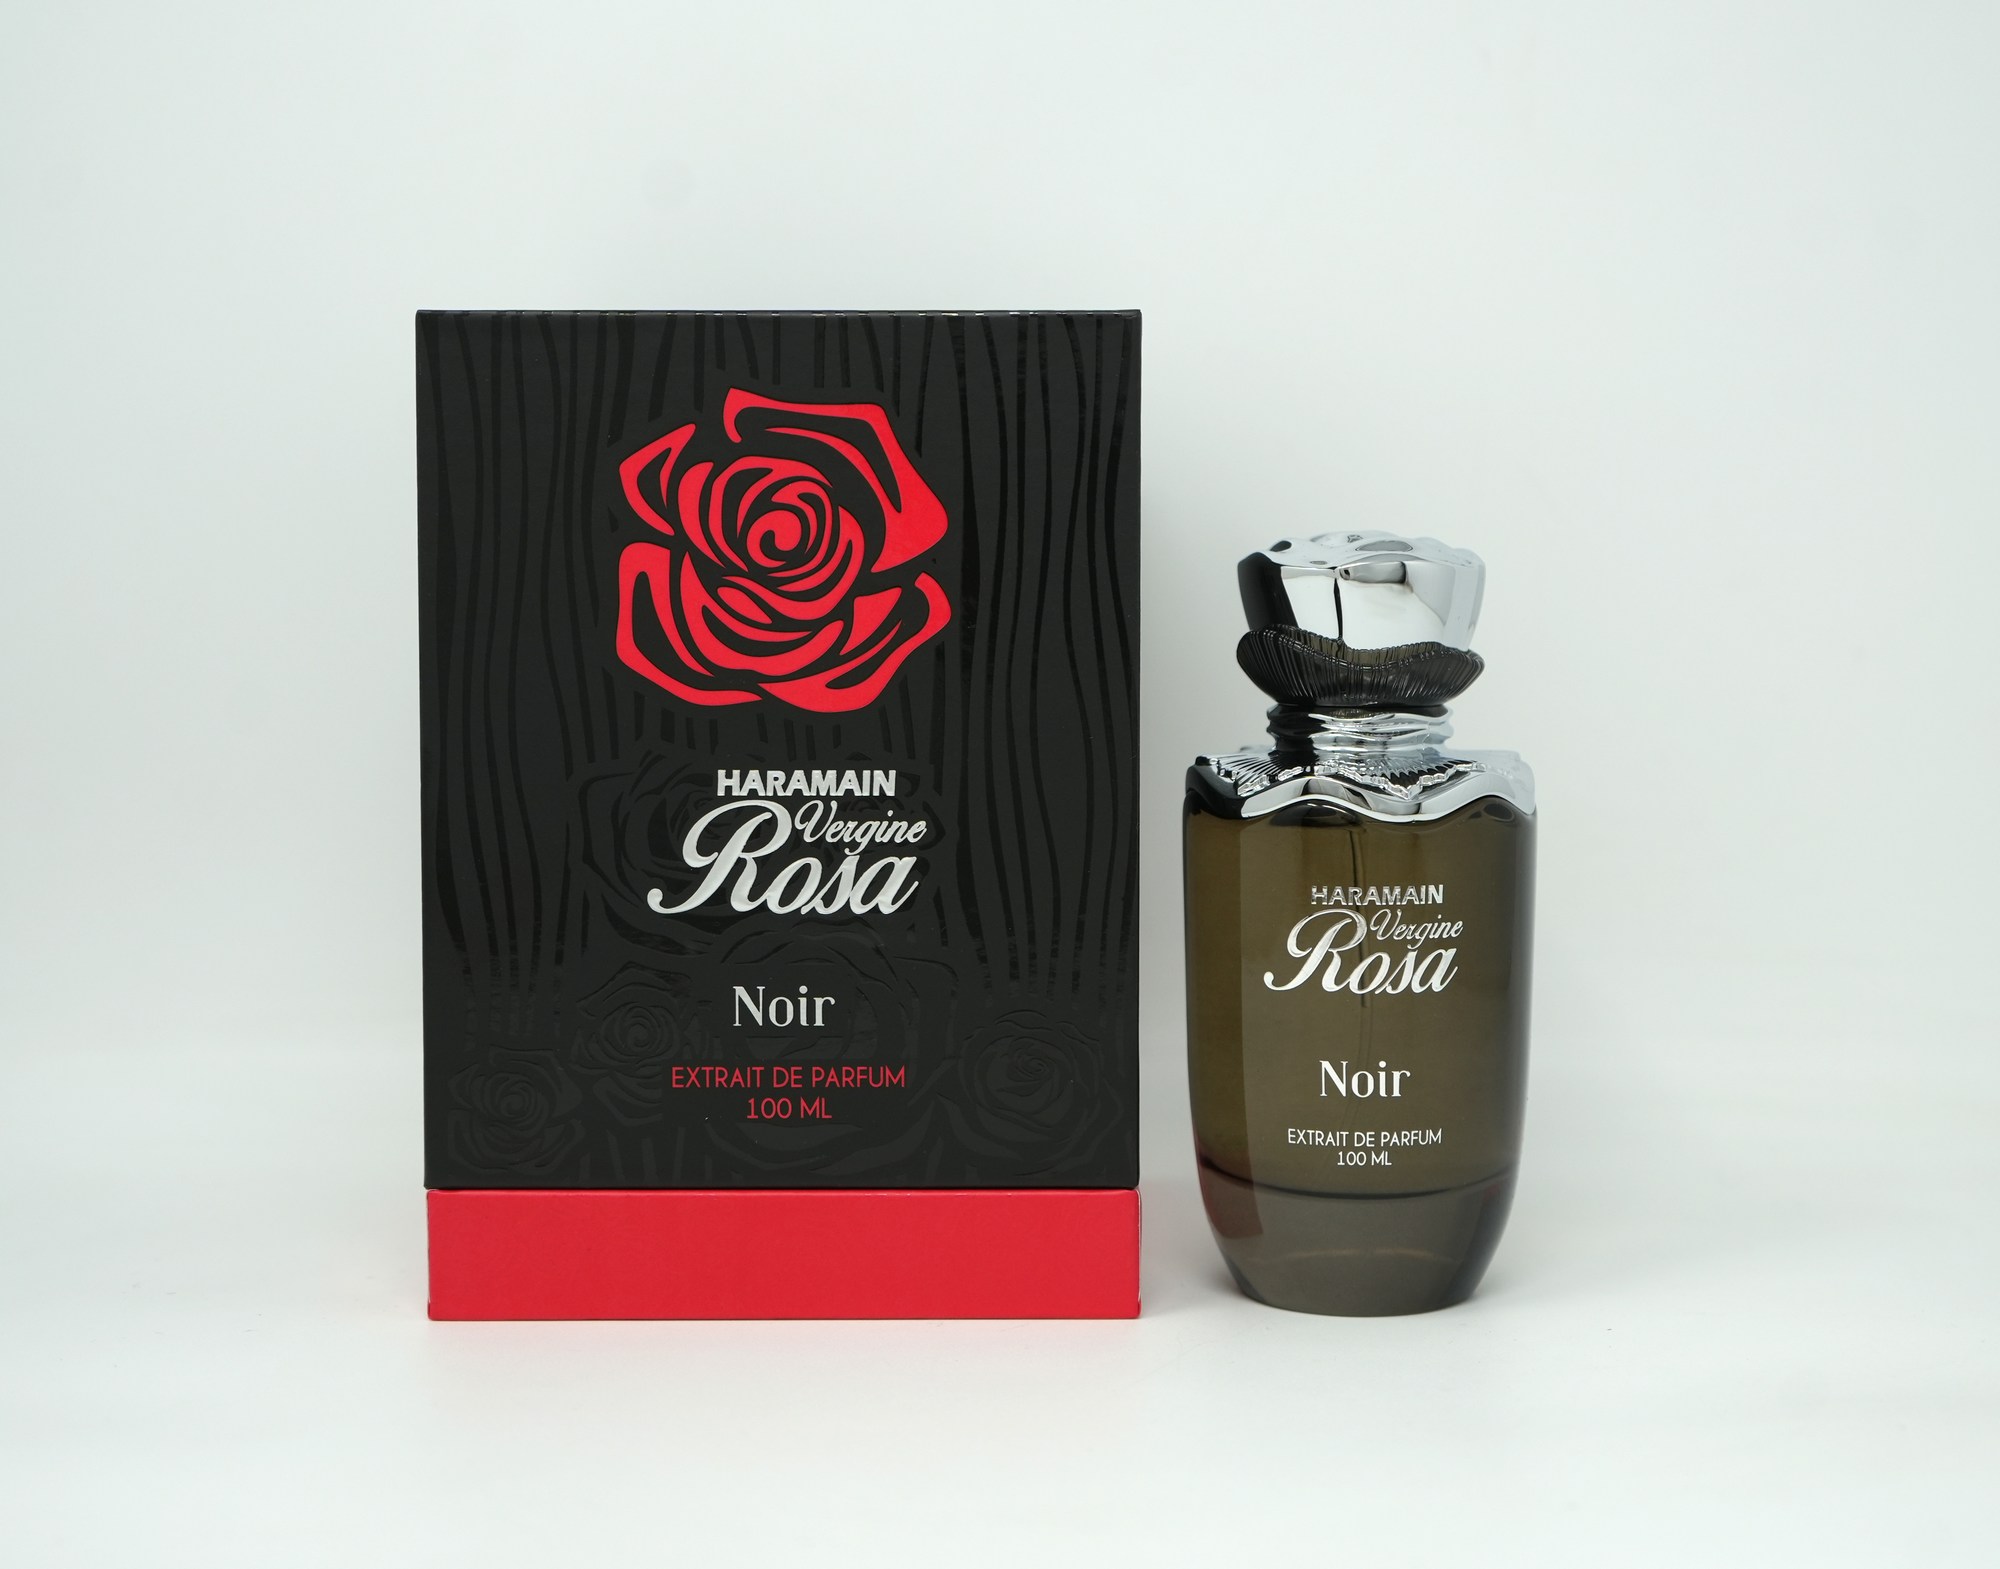 HARAMAIN
Vergine
Rosa
Noir
EXTRAIT DE PARFUM
100 ML
HARAMAIN
Vergine
Rosa
Noir
EXTRAIT DE PARFUM
100 ML